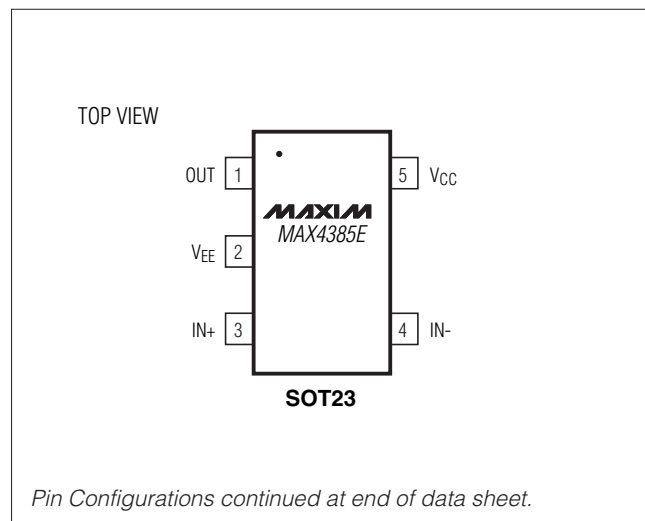 TOP VIEW
OUT 1 5 VCC
MAXIM
MAX4385E
VEE 2
IN+ 3 4 IN-
SOT23
Pin Configurations continued at end of data sheet.